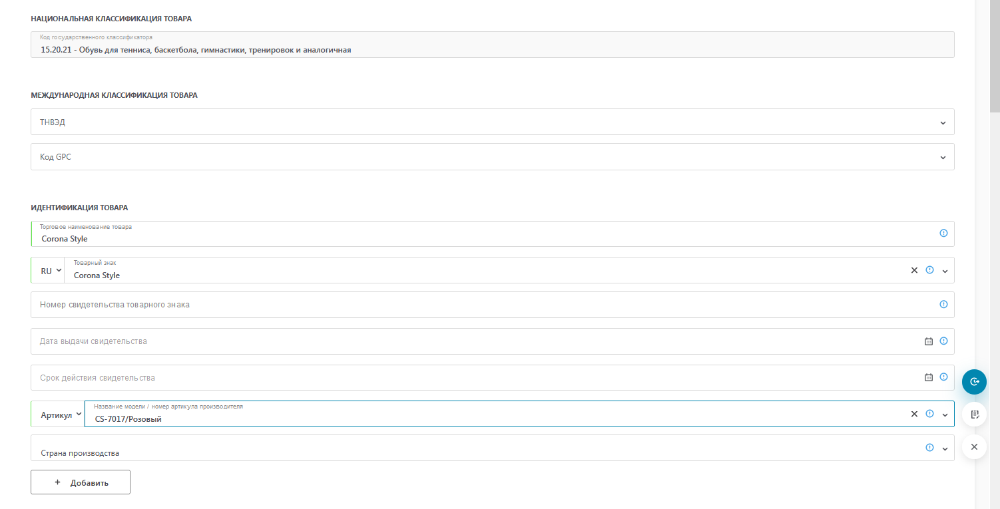 НАЦИОНАЛЬНАЯ КЛАССИФИКАЦИЯ ТОВАРА
Код государственного классификатора
15.20.21 - Обувь для тенниса, баскетбола, гимнастики, тренировок и аналогичная
МЕЖДУНАРОДНАЯ КЛАССИФИКАЦИЯ ТОВАРА
ТНВЭД
Код GPC
ИДЕНТИФИКАЦИЯ ТОВАРА
Торговое наименование товара
Corona Style
Товарный знак
RU Corona Style
Номер свидетельства товарного знака
Дата выдачи свидетельства
Срок действия свидетельства
Название модели / номер артикула производителя
Артикул CS-7017/Розовый
Страна производства
+ Добавить